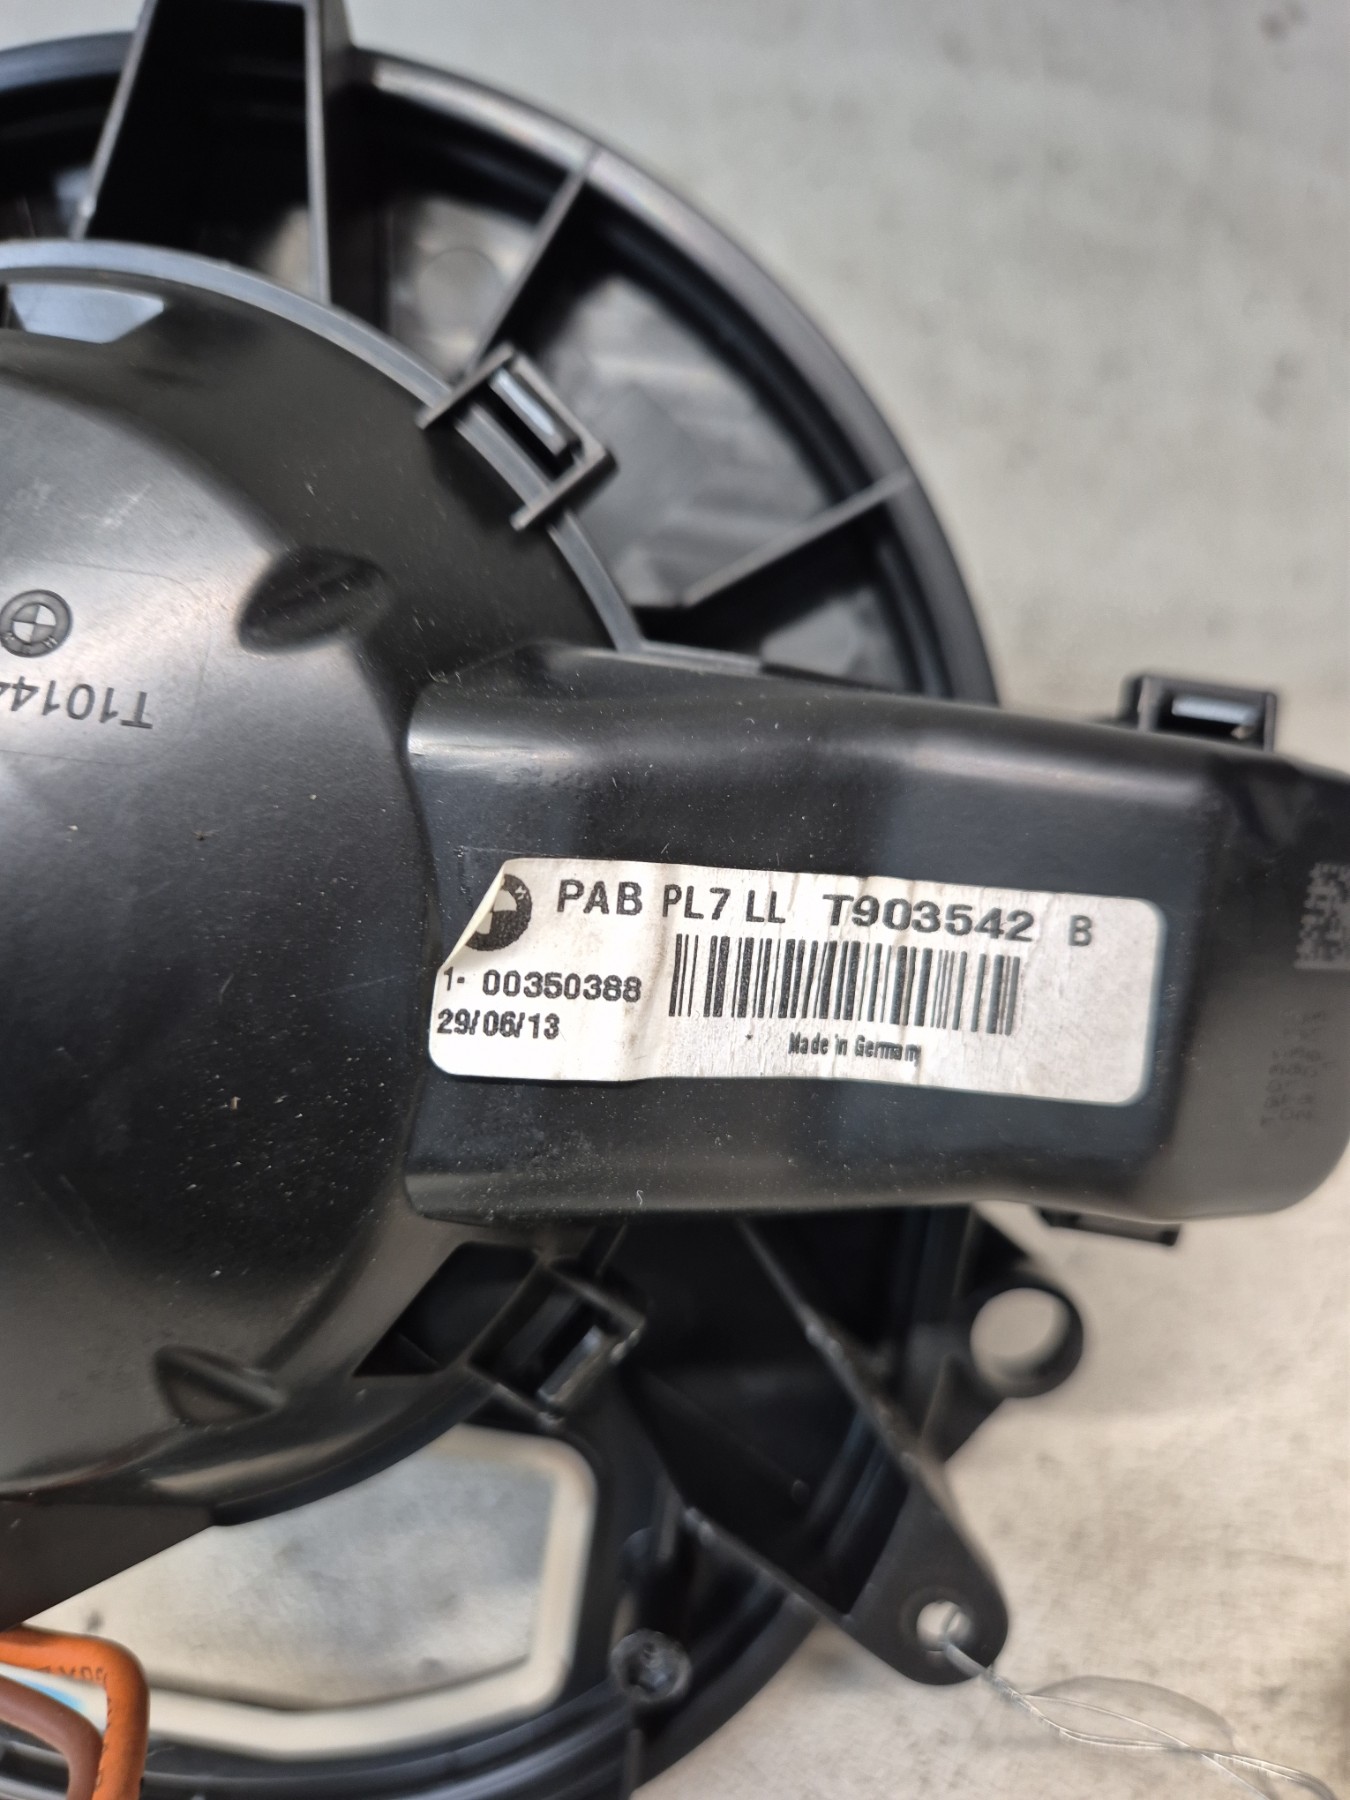 T1014
PAB PL7 LL T903542 B
1- 00350388
29/06/13
Made in Germany